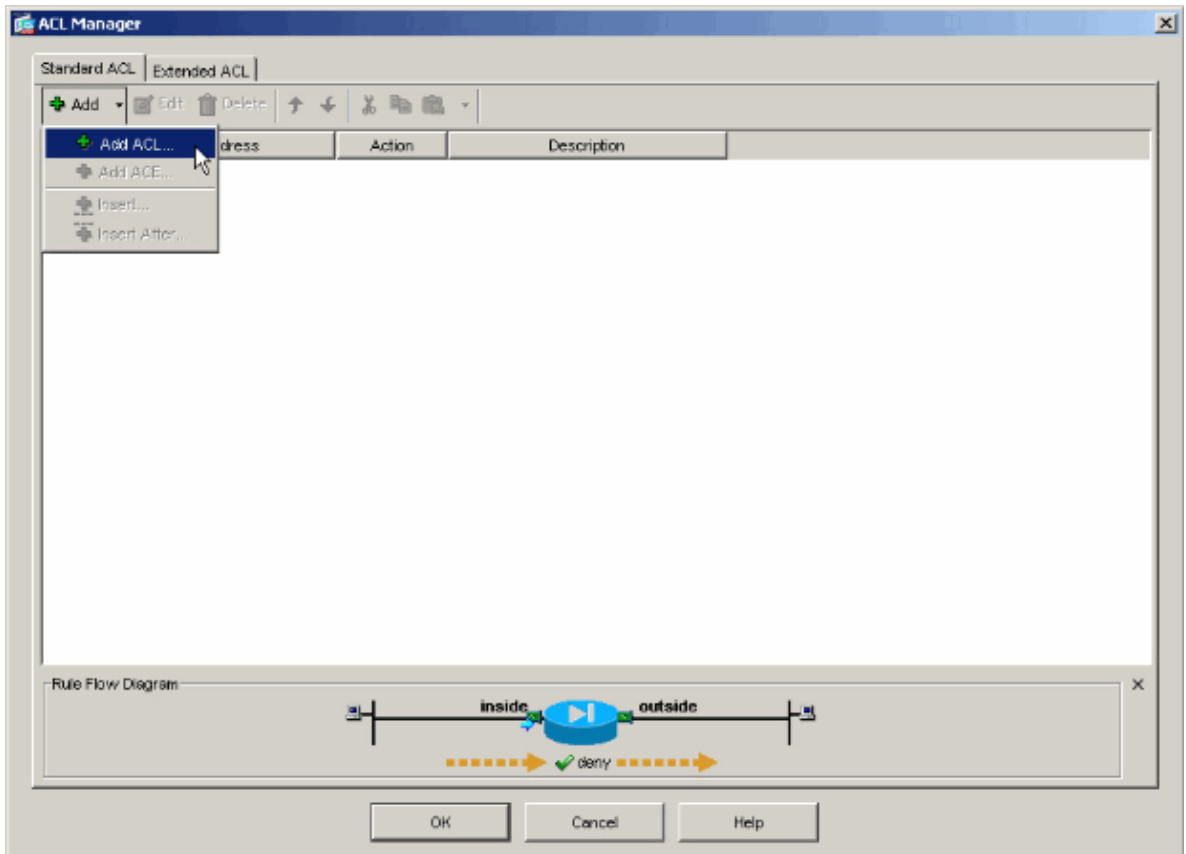 ACL Manager
Standard ACL Extended ACL
Add Edit Delete
Add ACL... dress Action Description
Add ACE...
Insert...
Insert After...
Rule Flow Diagram
inside outside
deny
OK Cancel Help